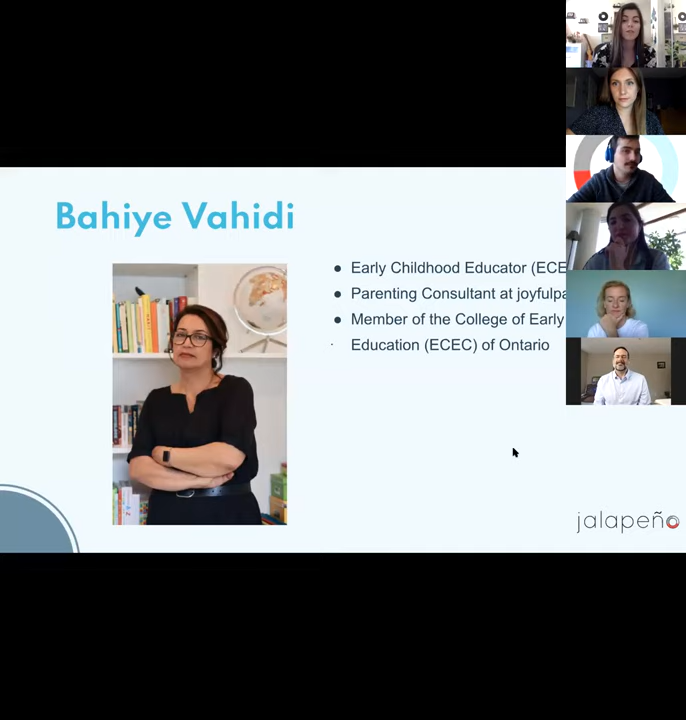 Bahiye Vahidi
● Early Childhood Educator (ECE
● Parenting Consultant at joyfulpa
● Member of the College of Early
· Education (ECEC) of Ontario
jalapeño